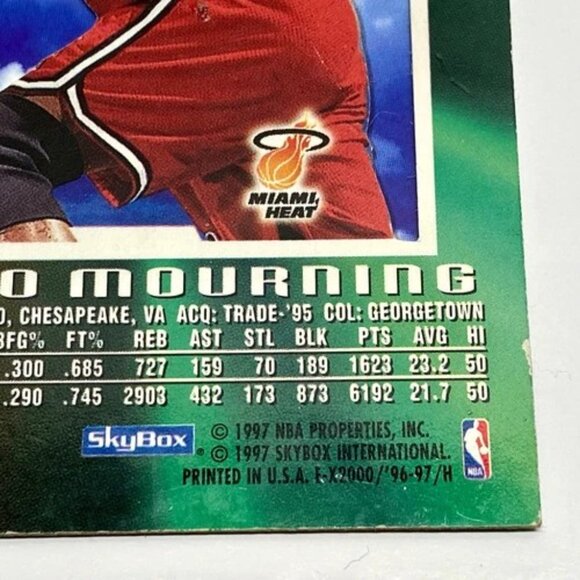 MIAMI
HEAT
O MOURNING
, CHESAPEAKE, VA ACQ: TRADE-'95 COL: GEORGETOWN
FG% FT% REB AST STL BLK PTS AVG HI
.300 .685 727 159 70 189 1623 23.2 50
.290 .745 2903 432 173 873 6192 21.7 50
SkyBox
© 1997 NBA PROPERTIES, INC.
© 1997 SKYBOX INTERNATIONAL.
PRINTED IN U.S.A. E-X2000/'96-97/H